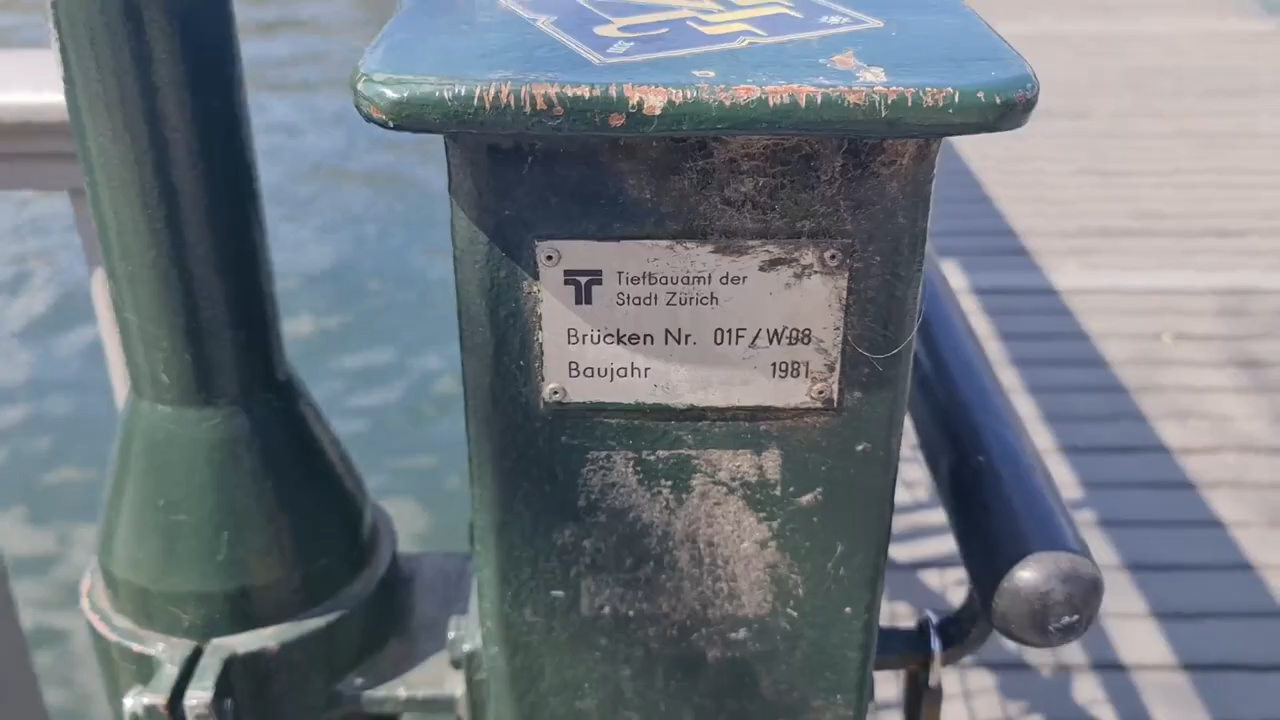 Tiefbauamt der
Stadt Zürich
Brücken Nr. 01F/W08
Baujahr 1981